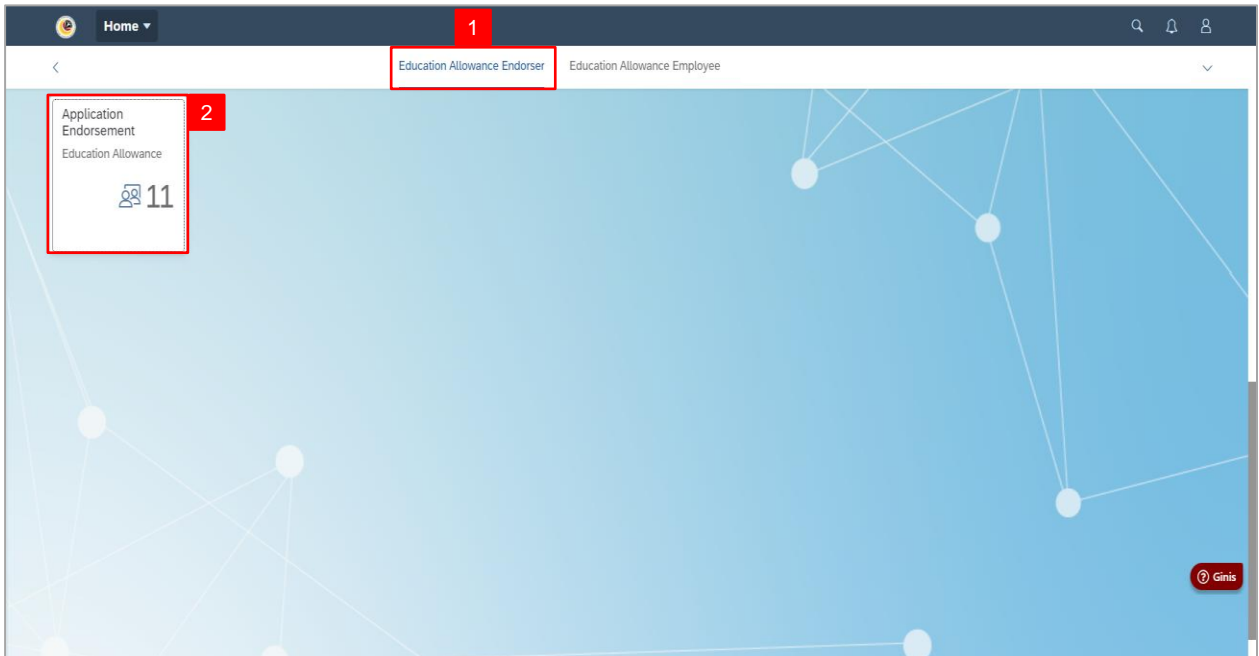 Home
1
Education Allowance Endorser
Education Allowance Employee
Application
Endorsement
2
Education Allowance
11
Ginis